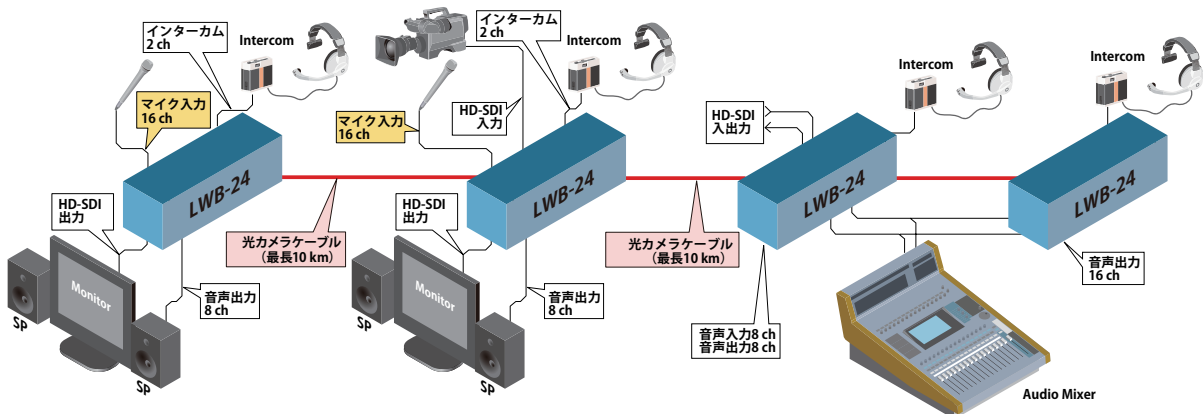 インターカム
2 ch
Intercom
マイク入力
16 ch
LWB-24
HD-SDI
出力
Monitor
SP
SP
音声出力
8 ch
光カメラケーブル
（最長10 km）
インターカム
2 ch
Intercom
HD-SDI
入力
マイク入力
16 ch
LWB-24
HD-SDI
出力
Monitor
SP
SP
音声出力
8 ch
光カメラケーブル
（最長10 km）
Intercom
HD-SDI
入出力
LWB-24
音声入力8 ch
音声出力8 ch
Audio Mixer
Intercom
LWB-24
音声出力
16 ch